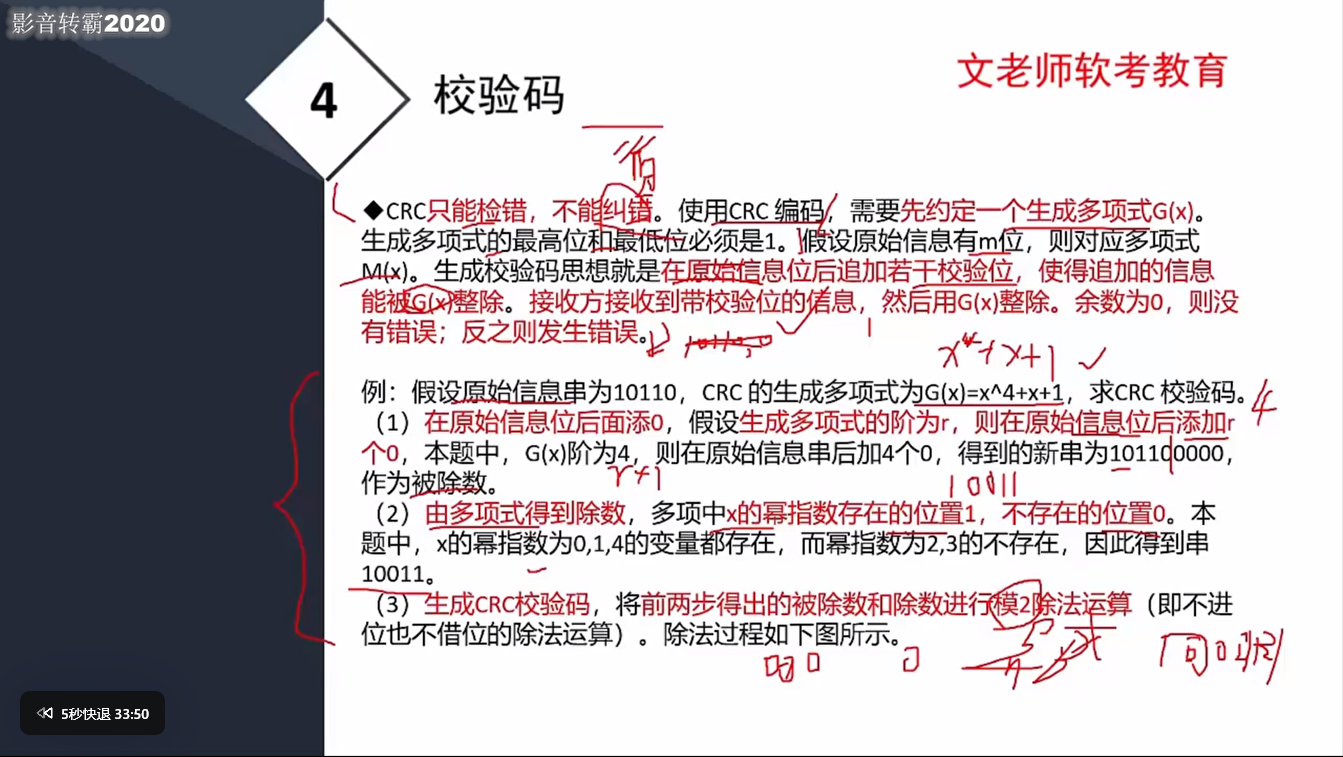 影音转霸2020
4
校验码
文老师软考教育
◆CRC只能检错，不能纠错。使用CRC 编码，需要先约定一个生成多项式G(x)。
生成多项式的最高位和最低位必须是1。假设原始信息有m位，则对应多项式
M(x)。生成校验码思想就是在原始信息位后追加若干校验位，使得追加的信息
能被G(x)整除。接收方接收到带校验位的信息，然后用G(x)整除。余数为0，则没
有错误；反之则发生错误。
x^4+x+1
例：假设原始信息串为10110，CRC 的生成多项式为G(x)=x^4+x+1，求CRC 校验码。
4
（1）在原始信息位后面添0，假设生成多项式的阶为r，则在原始信息位后添加r
个0，本题中，G(x)阶为4，则在原始信息串后加4个0，得到的新串为101100000，
作为被除数。
r+1
10011
（2）由多项式得到除数，多项中x的幂指数存在的位置1，不存在的位置0。本
题中，x的幂指数为0,1,4的变量都存在，而幂指数为2,3的不存在，因此得到串
10011。
（3）生成CRC校验码，将前两步得出的被除数和除数进行模2除法运算（即不进
位也不借位的除法运算）。除法过程如下图所示。
5秒快退 33:50